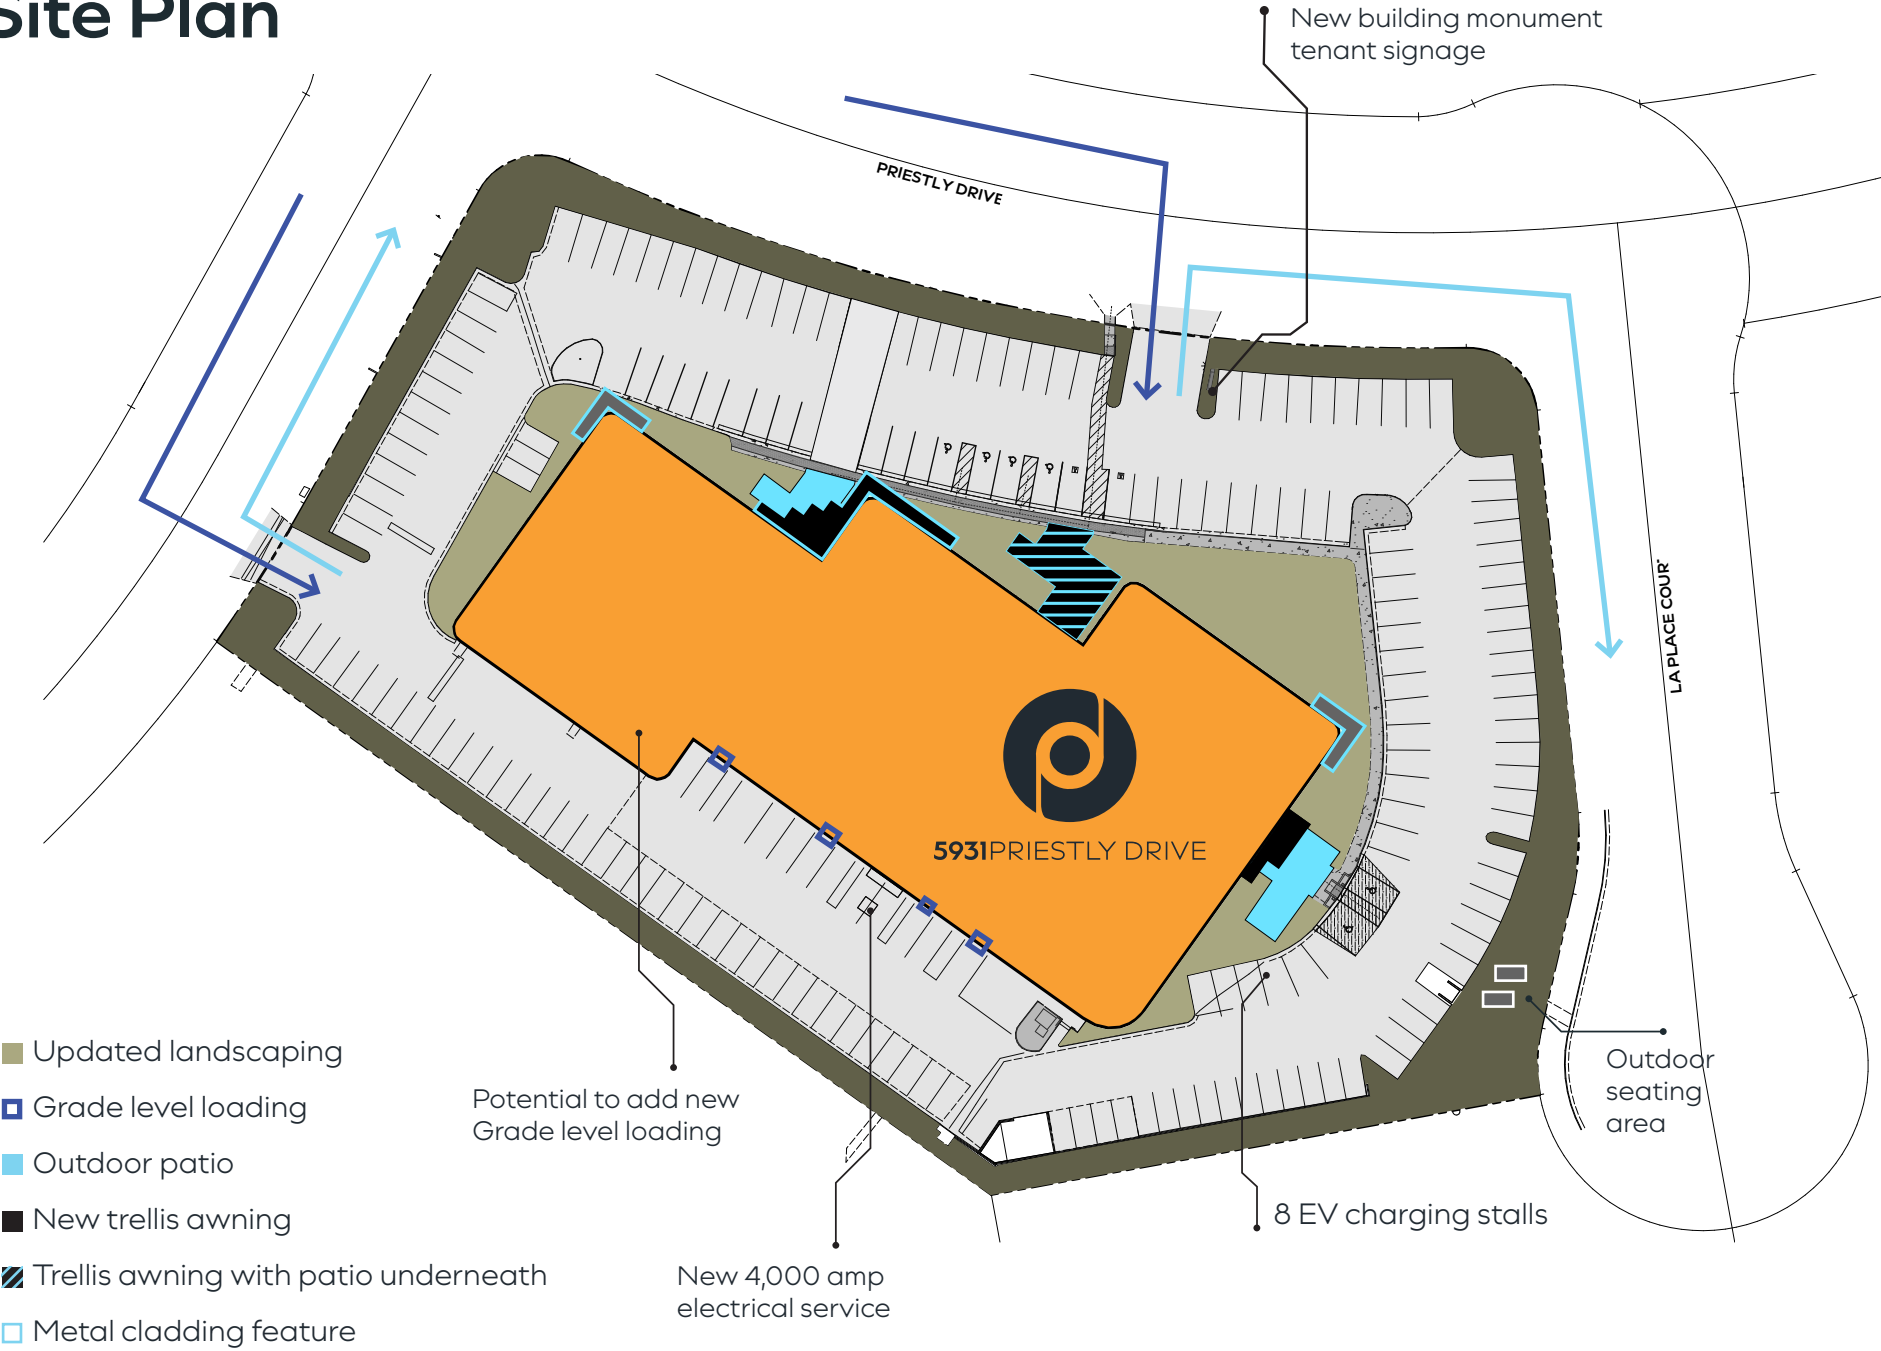 Site Plan
New building monument
tenant signage
PRIESTLY DRIVE
LA PLACE COUR
5931PRIESTLY DRIVE
Updated landscaping
Grade level loading
Outdoor patio
New trellis awning
Trellis awning with patio underneath
Metal cladding feature
Potential to add new
Grade level loading
New 4,000 amp
electrical service
8 EV charging stalls
Outdoor
seating
area